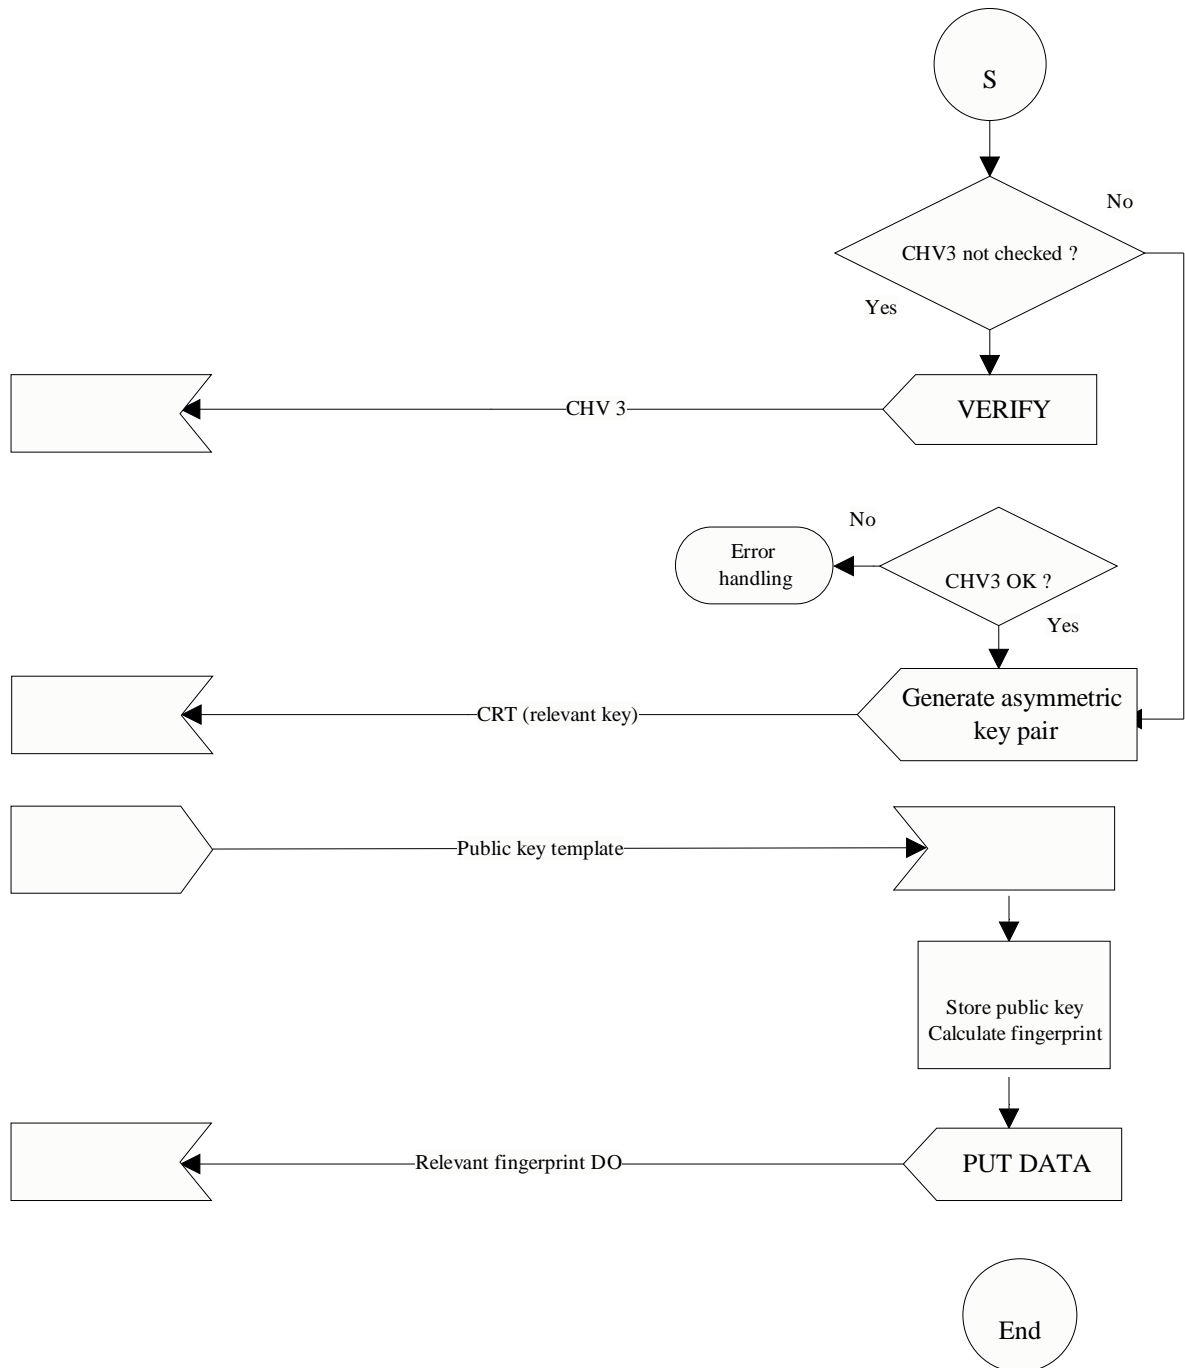 S
No
CHV3 not checked ?
Yes
CHV 3
VERIFY
No
Error
handling
CHV3 OK ?
Yes
Generate asymmetric
key pair
CRT (relevant key)
Public key template
Store public key
Calculate fingerprint
Relevant fingerprint DO
PUT DATA
End